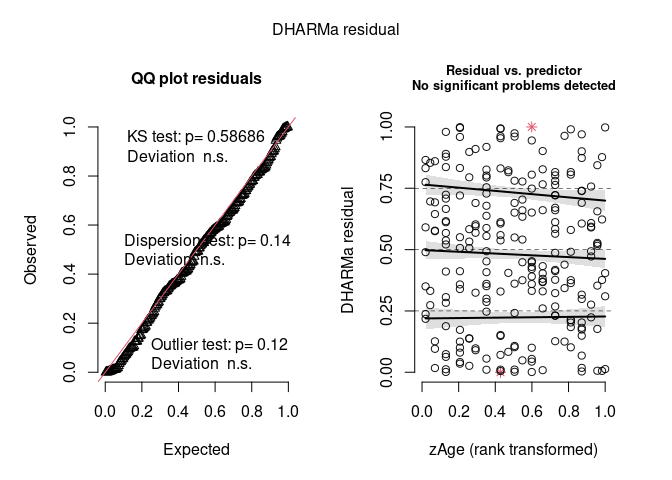 DHARMa residual
QQ plot residuals
KS test: p= 0.58686
Deviation n.s.
Dispersion test: p= 0.14
Deviation n.s.
Outlier test: p= 0.12
Deviation n.s.
Observed
0.0 0.2 0.4 0.6 0.8 1.0
0.0 0.2 0.4 0.6 0.8 1.0
Expected
Residual vs. predictor
No significant problems detected
DHARMa residual
0.00 0.25 0.50 0.75 1.00
0.0 0.2 0.4 0.6 0.8 1.0
zAge (rank transformed)